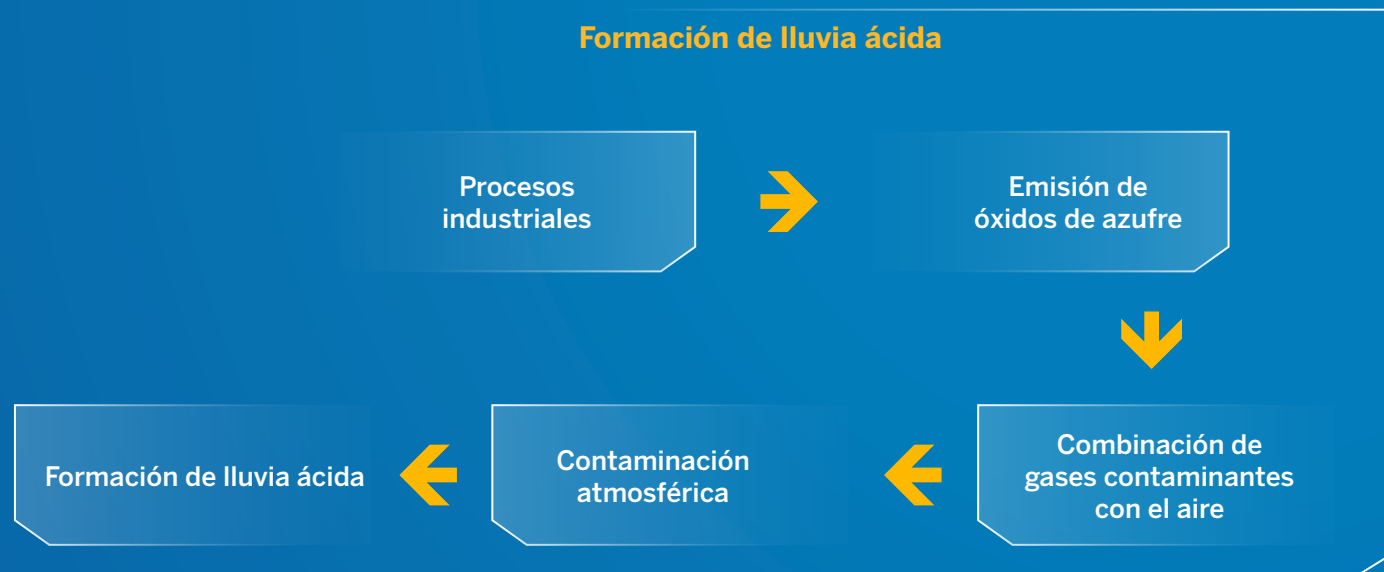 Formación de lluvia ácida
Procesos
industriales
Emisión de
óxidos de azufre
Combinación de
gases contaminantes
con el aire
Contaminación
atmosférica
Formación de lluvia ácida